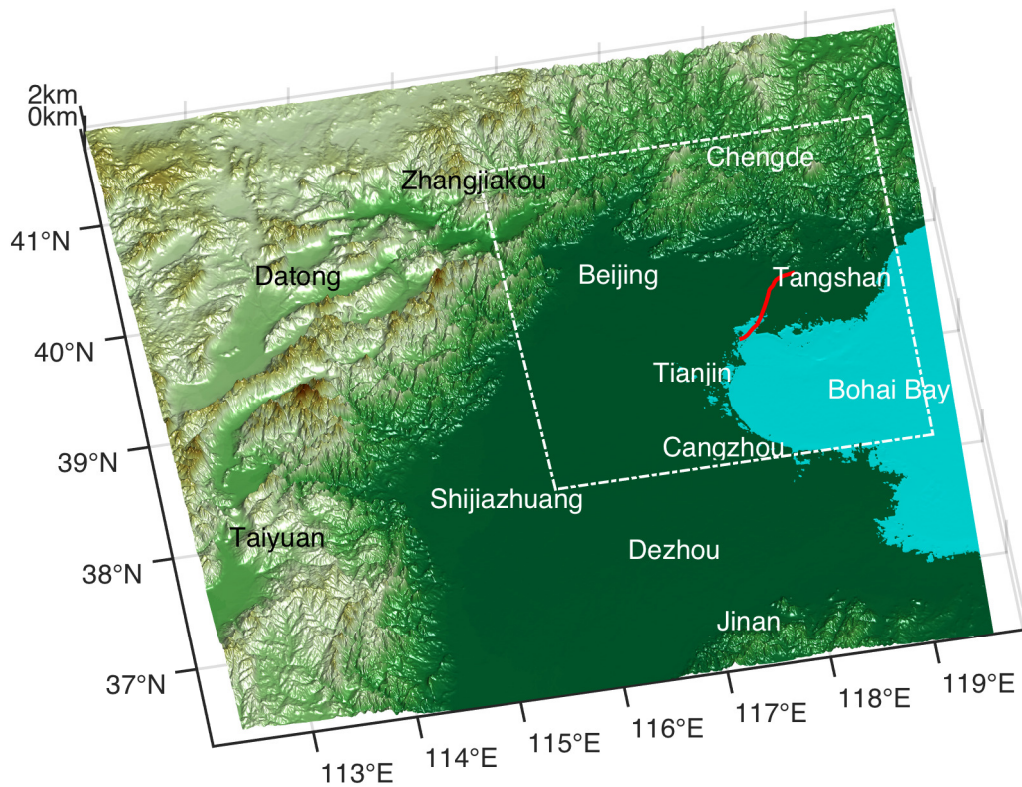 2km
0km
Chengde
Zhangjiakou
41°N
Datong
Beijing
Tangshan
40°N
Tianjin
Bohai Bay
39°N
Cangzhou
Shijiazhuang
Taiyuan
Dezhou
38°N
Jinan
37°N
119°E
118°E
117°E
116°E
115°E
114°E
113°E